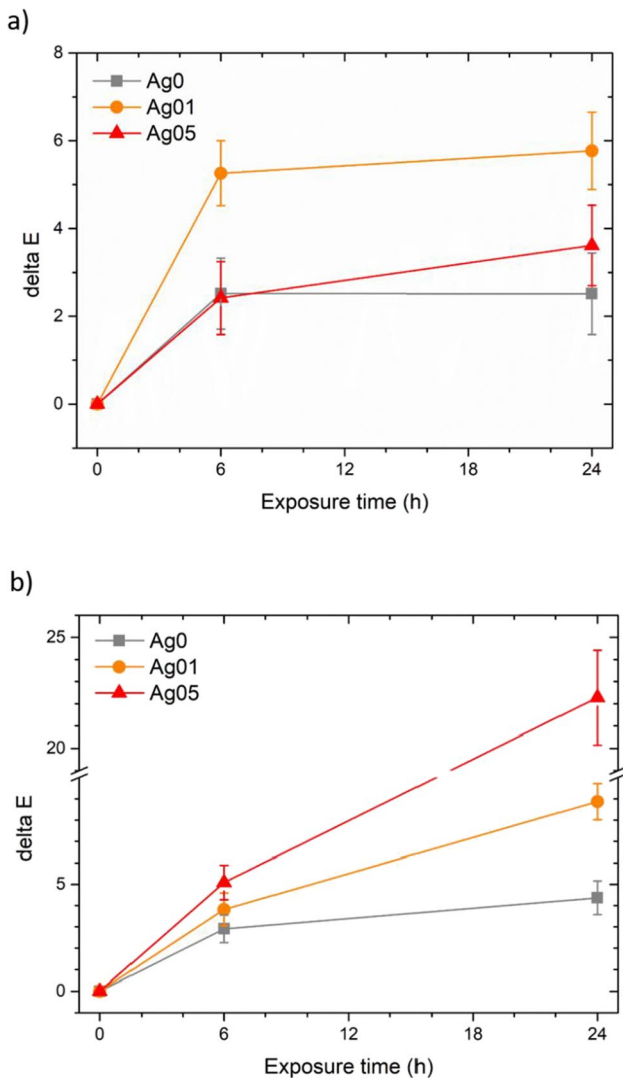 a)
8
6
4
2
0
delta E
Ag0
Ag01
Ag05
0 6 12 18 24
Exposure time (h)
b)
25
20
5
0
delta E
Ag0
Ag01
Ag05
0 6 12 18 24
Exposure time (h)